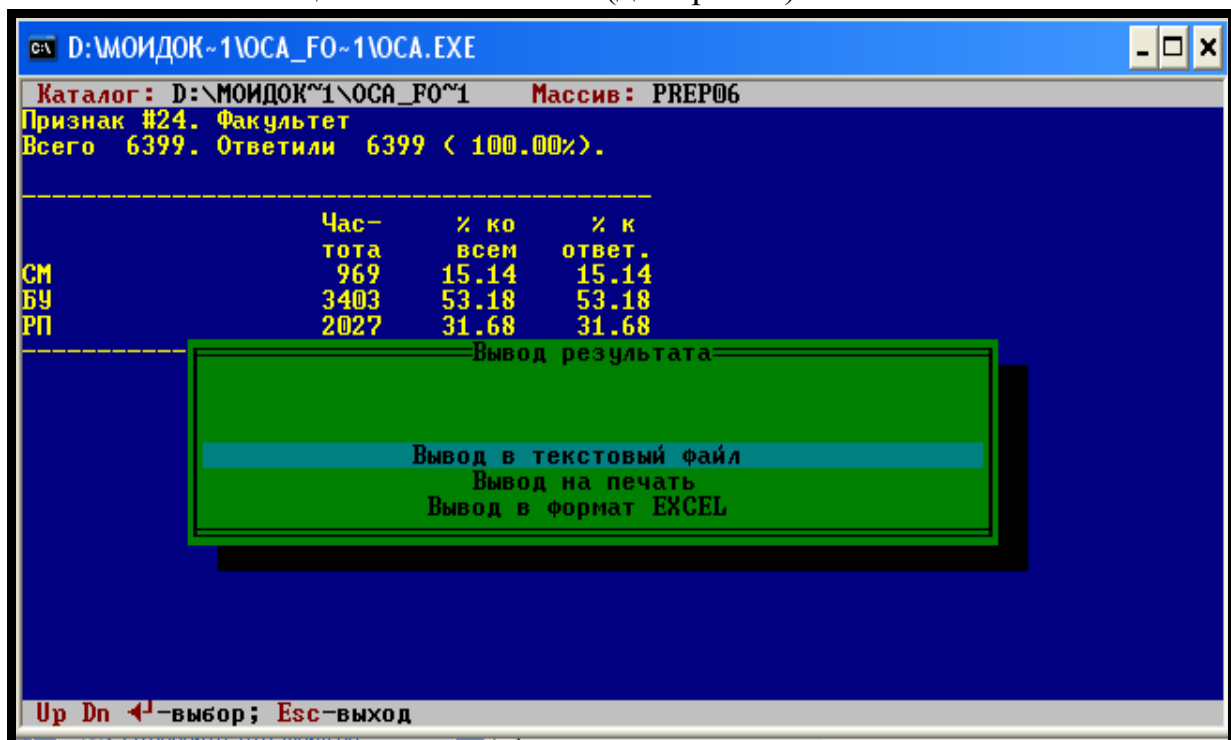 D:\МОИДОК~1\OCA_FO~1\OCA.EXE
Каталог: D:\МОИДОК~1\OCA_FO~1 Массив: PREP06
Признак #24. Факультет
Всего 6399. Ответили 6399 ( 100.00%).
Час- % ко % к
тота всем ответ.
СМ 969 15.14 15.14
БУ 3403 53.18 53.18
РП 2027 31.68 31.68
Вывод результата
Вывод в текстовый файл
Вывод на печать
Вывод в формат EXCEL
Up Dn ◄┘-выбор; Esc-выход